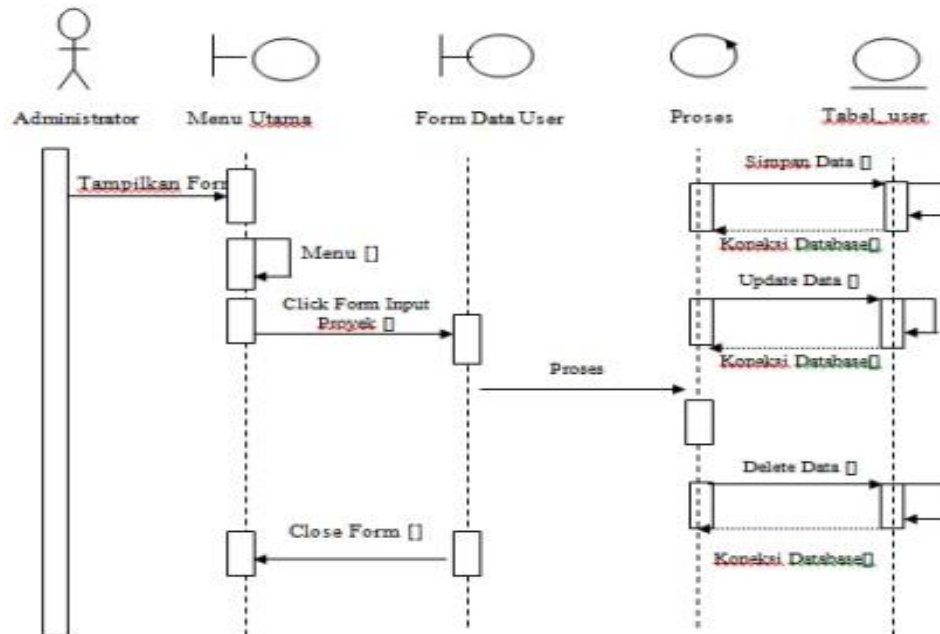 Administrator
Menu Utama
Form Data User
Proses
Tabel_user
Tampilkan Form
Simpan Data []
Koneksi Database[]
Menu []
Update Data []
Click Form Input
Proyek []
Koneksi Database[]
Proses
Delete Data []
Close Form []
Koneksi Database[]